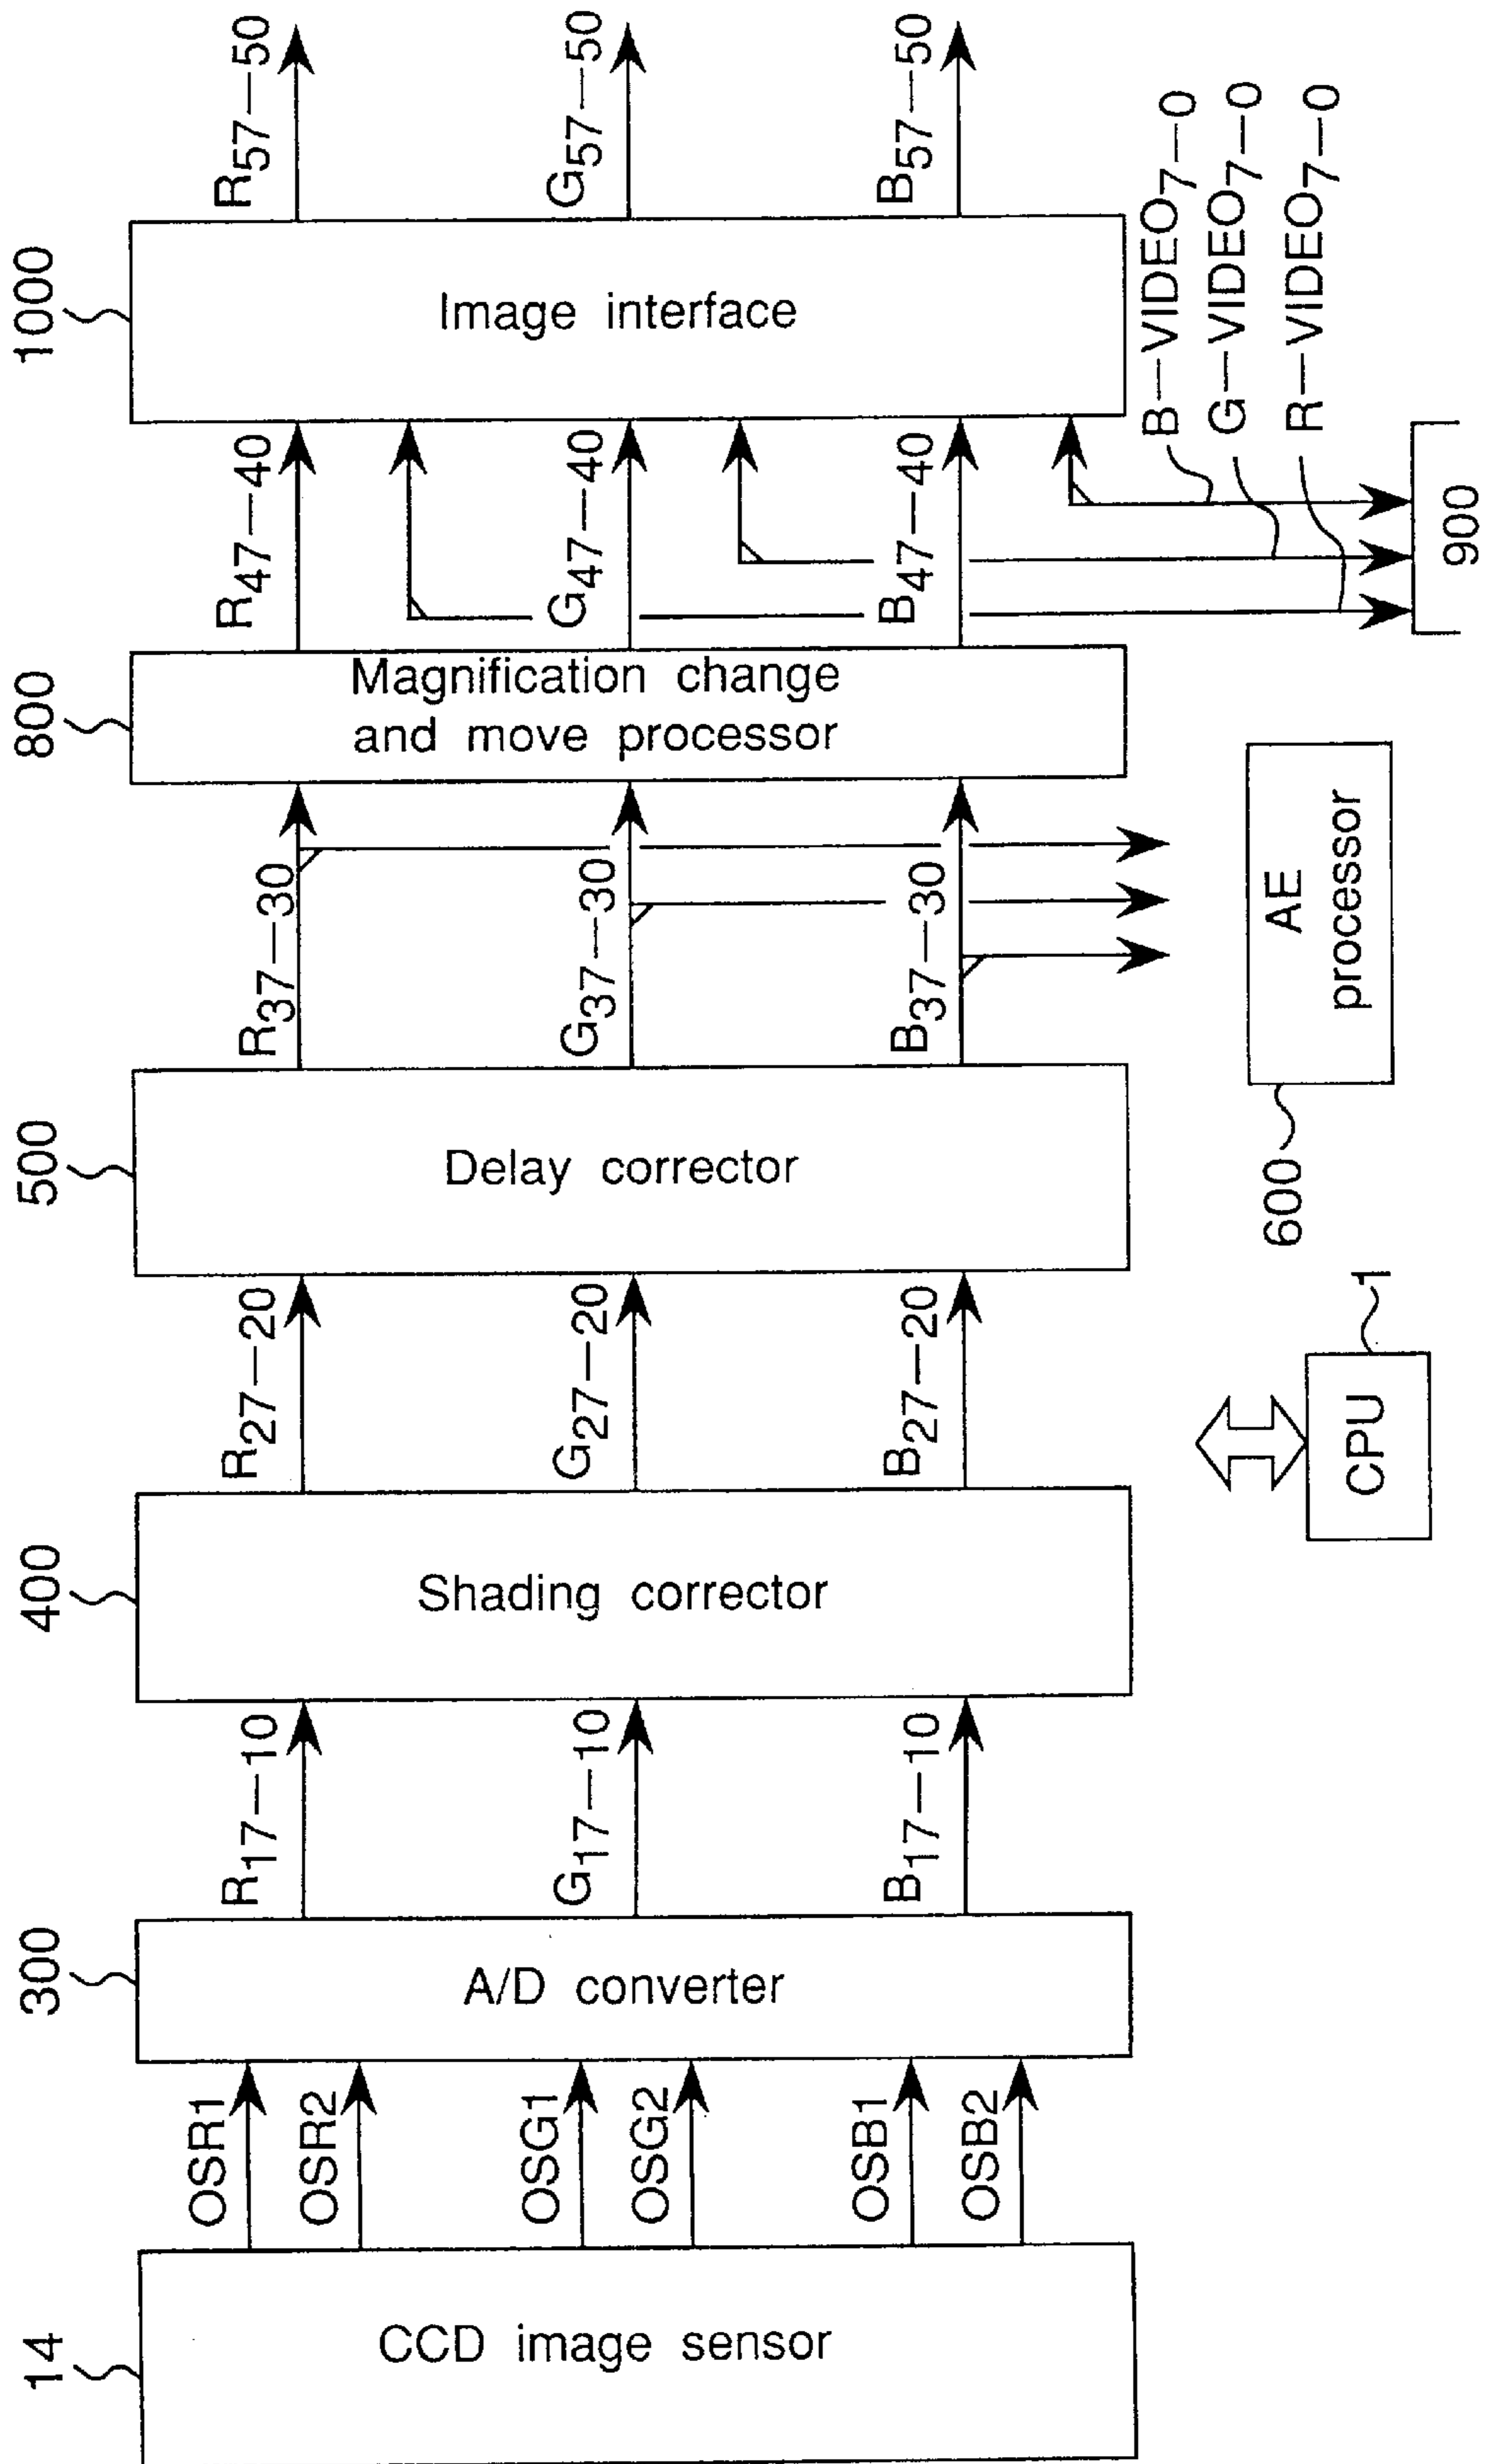 14
CCD image sensor
OSR1
OSR2
OSG1
OSG2
OSB1
OSB2
300
A/D converter
R17—10
G17—10
B17—10
400
Shading corrector
R27—20
G27—20
B27—20
500
Delay corrector
R37—30
G37—30
B37—30
800
Magnification change
and move processor
R47—40
G47—40
B47—40
1000
Image interface
R57—50
G57—50
B57—50
B—VIDEO7—0
G—VIDEO7—0
R—VIDEO7—0
900
CPU
1
600
AE
processor